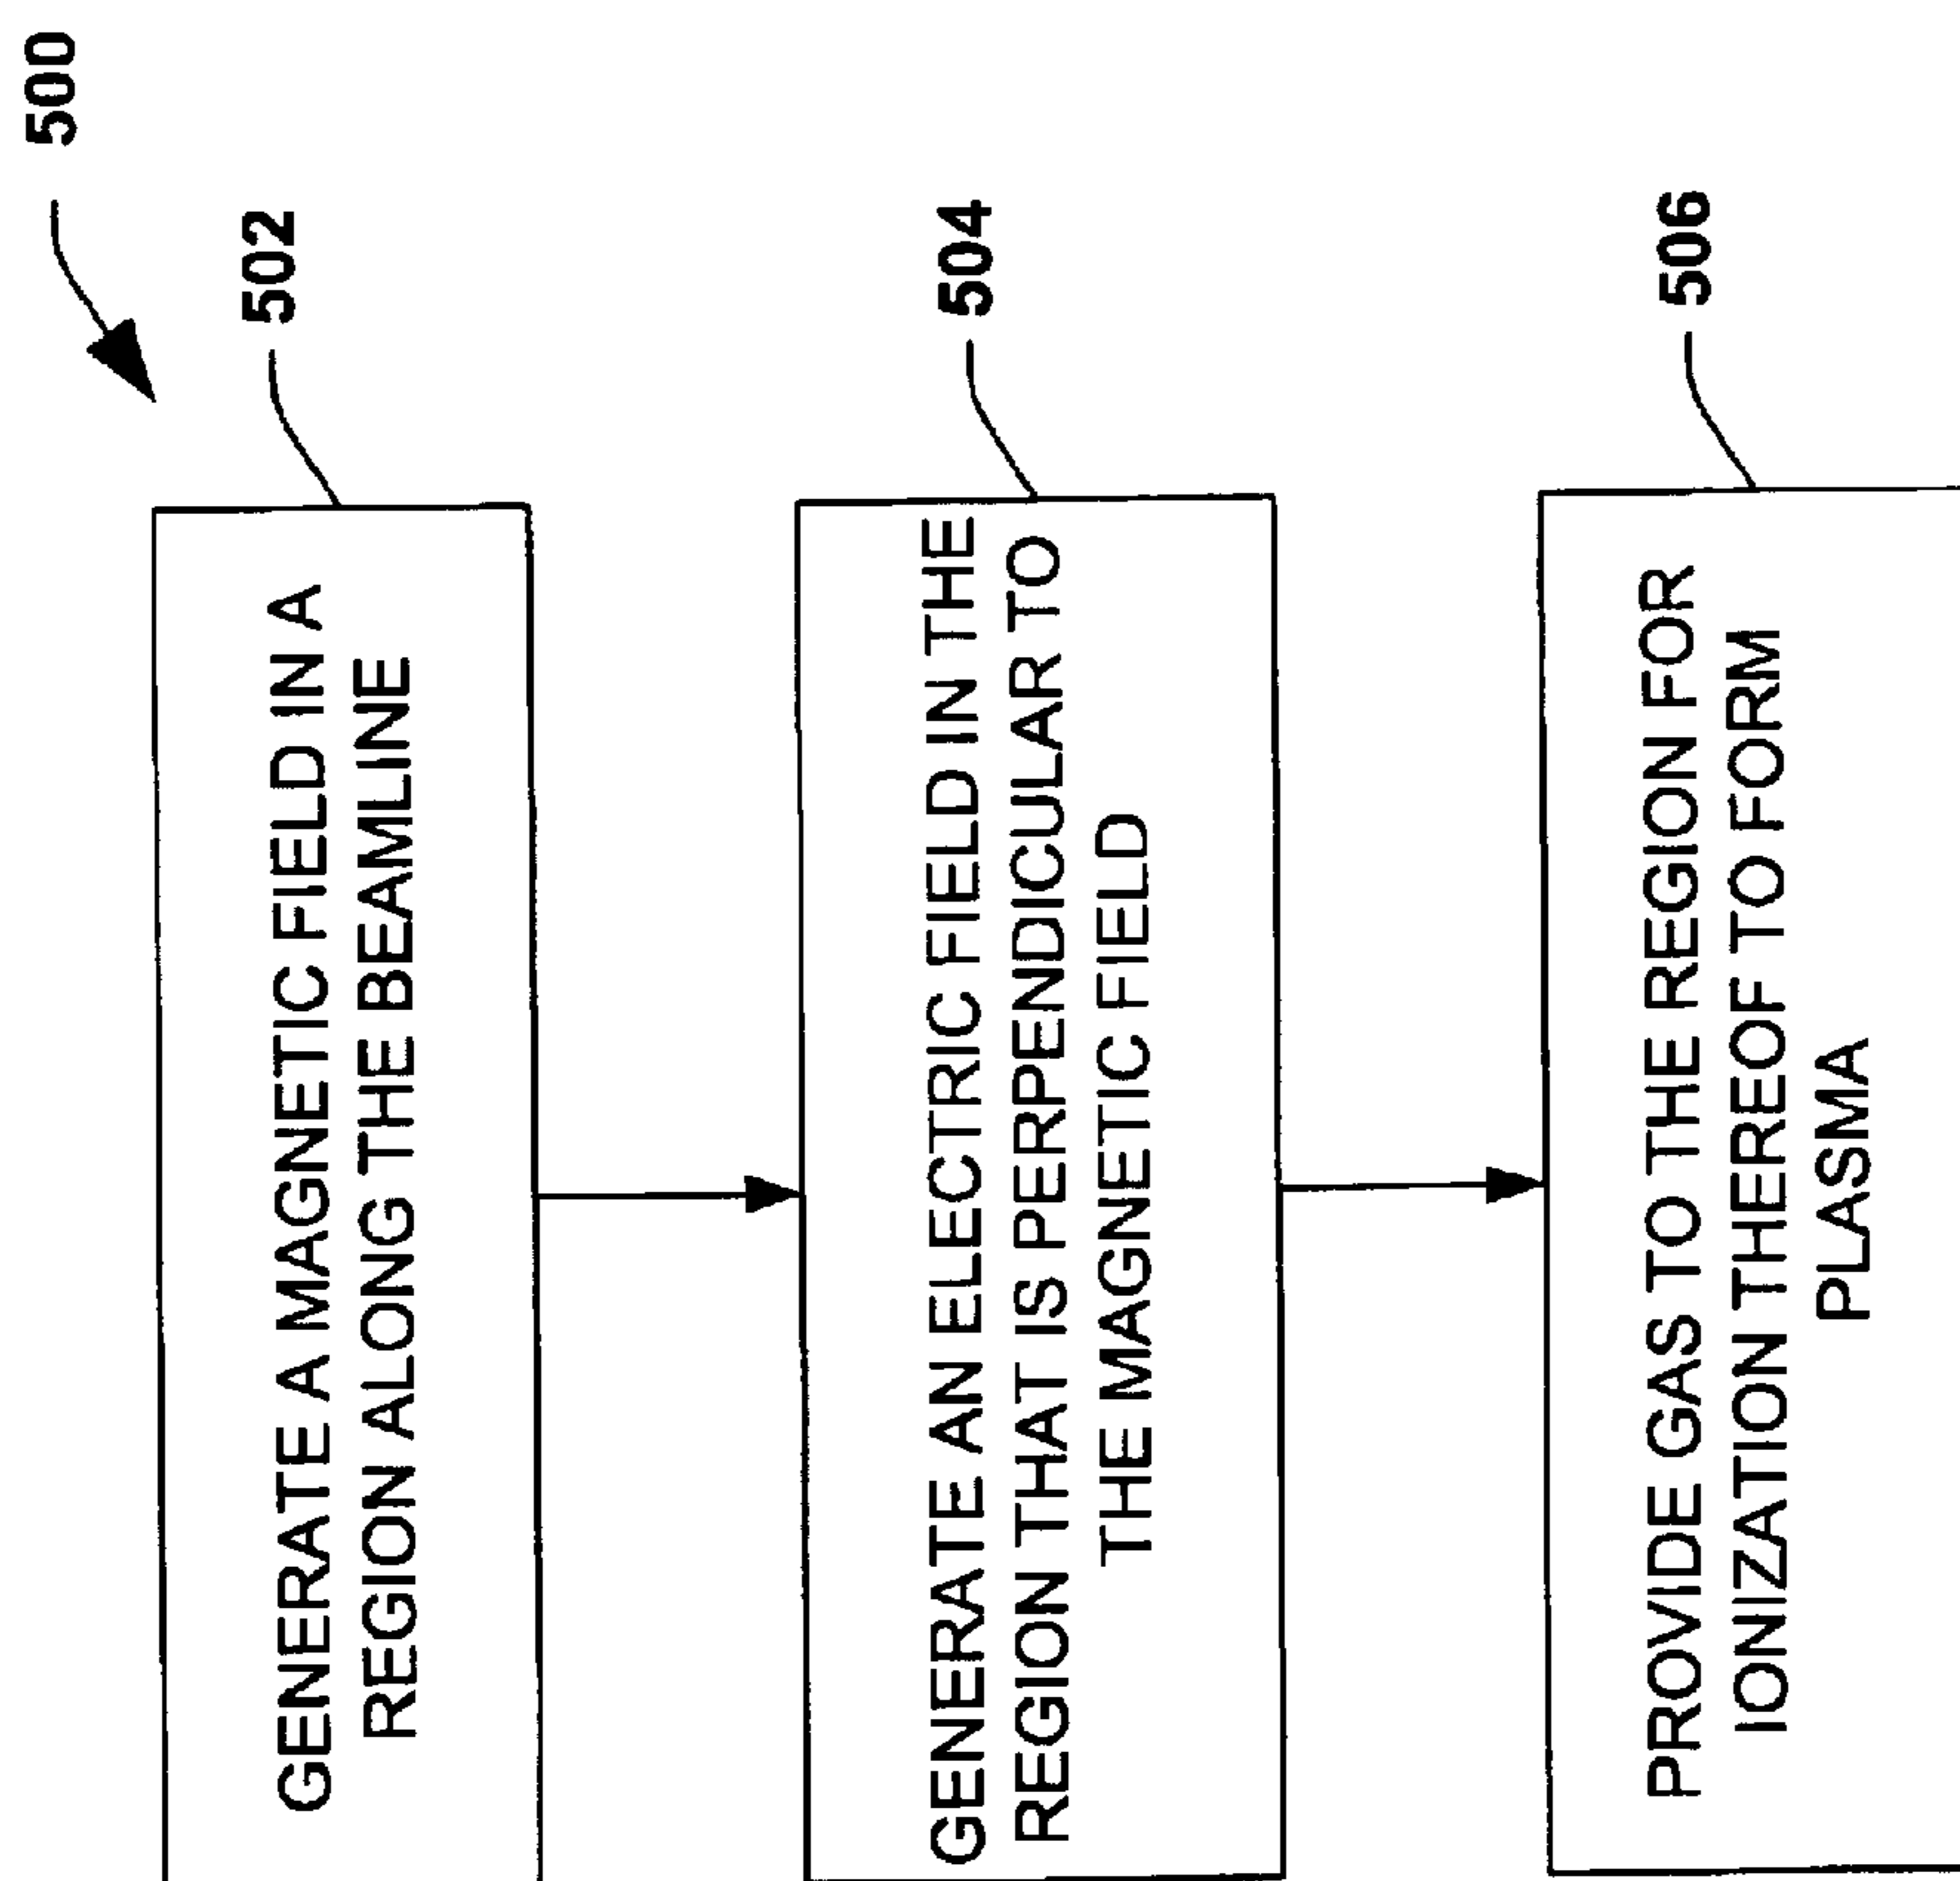 500
502
GENERATE A MAGNETIC FIELD IN A
REGION ALONG THE BEAMLINE
504
GENERATE AN ELECTRIC FIELD IN THE
REGION THAT IS PERPENDICULAR TO
THE MAGNETIC FIELD
506
PROVIDE GAS TO THE REGION FOR
IONIZATION THEREOF TO FORM
PLASMA